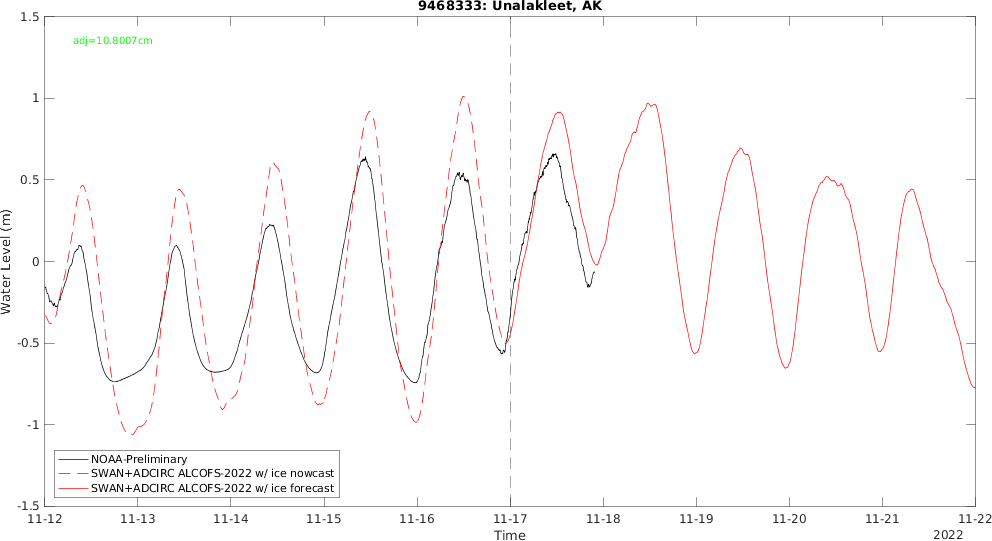 9468333: Unalakleet, AK
adj=10.8007cm
1.5
1
0.5
0
-0.5
-1
-1.5
Water Level (m)
NOAA-Preliminary
SWAN+ADCIRC ALCOFS-2022 w/ ice nowcast
SWAN+ADCIRC ALCOFS-2022 w/ ice forecast
11-12 11-13 11-14 11-15 11-16 11-17 11-18 11-19 11-20 11-21 11-22
Time 2022